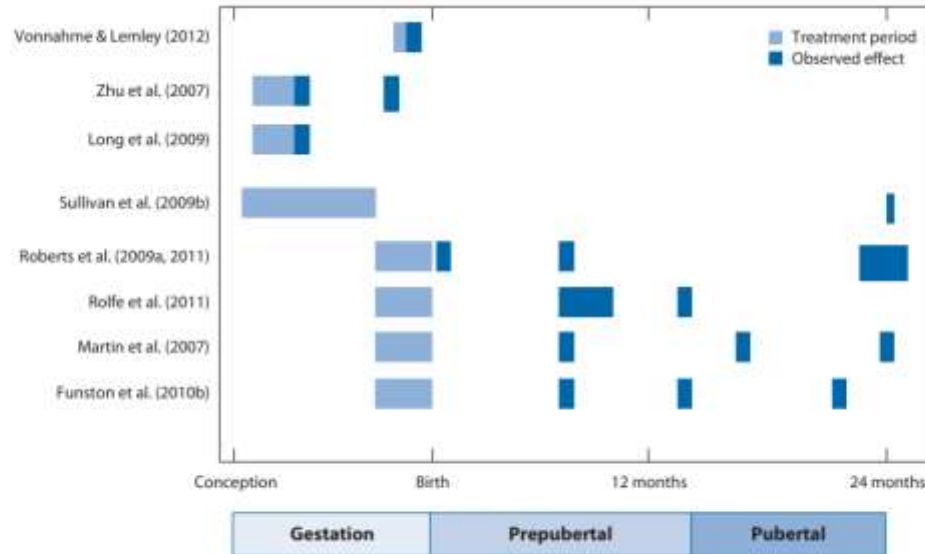 Vonnahme & Lemley (2012)
Treatment period
Observed effect
Zhu et al. (2007)
Long et al. (2009)
Sullivan et al. (2009b)
Roberts et al. (2009a, 2011)
Rolfe et al. (2011)
Martin et al. (2007)
Funston et al. (2010b)
Conception Birth 12 months 24 months
Gestation Prepubertal Pubertal